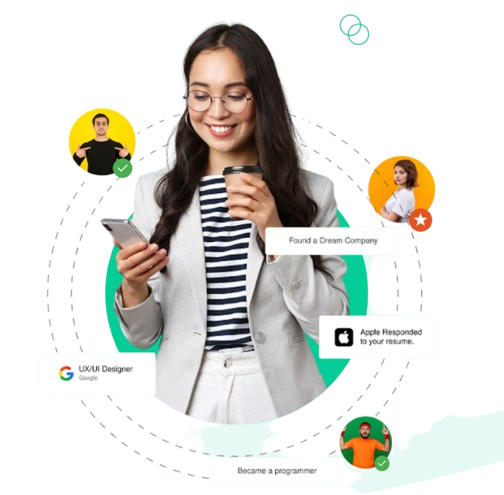 Found a Dream Company
Apple Responded
to your resume.
UX/UI Designer
Google
Became a programmer